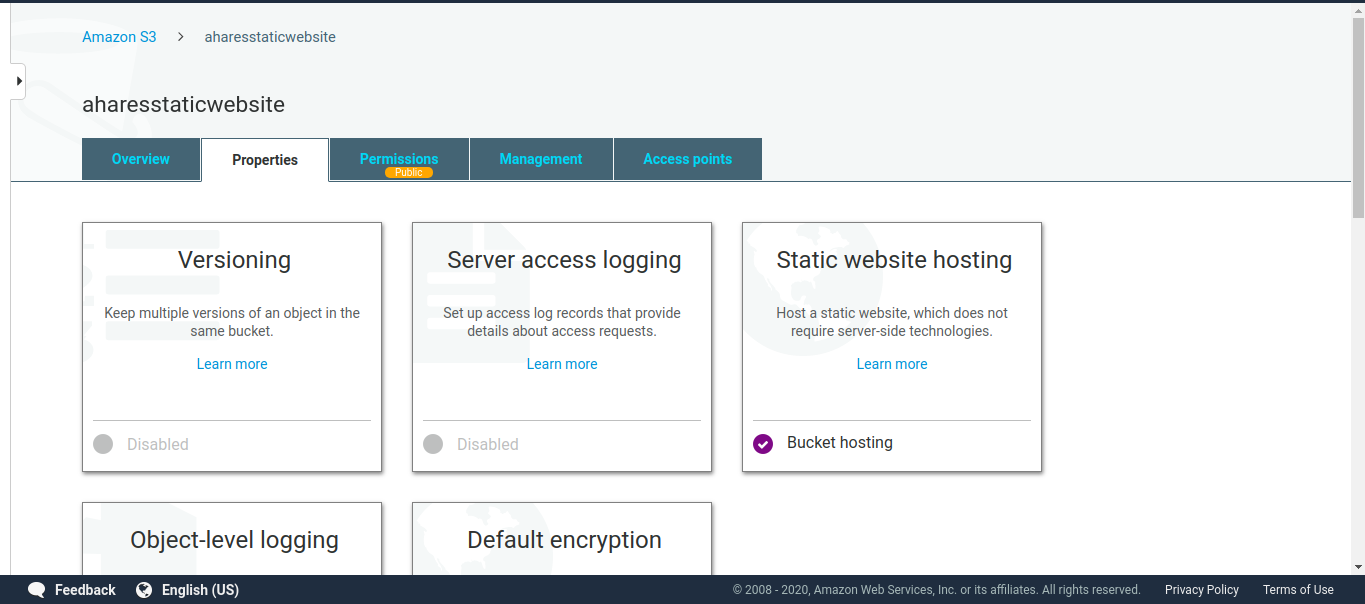 Amazon S3 > aharesstaticwebsite
aharesstaticwebsite
Overview Properties Permissions Management Access points
Public
Versioning
Keep multiple versions of an object in the
same bucket.
Learn more
Disabled
Server access logging
Set up access log records that provide
details about access requests.
Learn more
Disabled
Static website hosting
Host a static website, which does not
require server-side technologies.
Learn more
Bucket hosting
Object-level logging
Default encryption
Feedback English (US) © 2008 - 2020, Amazon Web Services, Inc. or its affiliates. All rights reserved. Privacy Policy Terms of Use